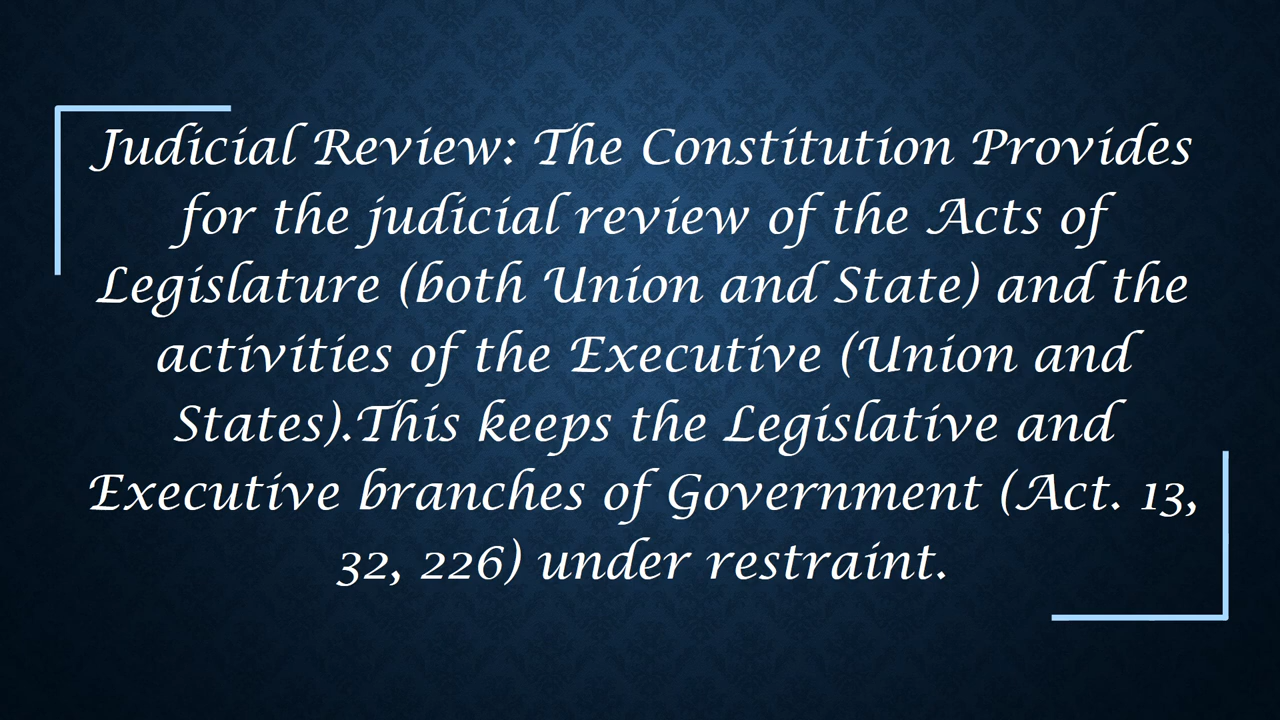 Judicial Review: The Constitution Provides
for the judicial review of the Acts of
Legislature (both Union and State) and the
activities of the Executive (Union and
States).This keeps the Legislative and
Executive branches of Government (Act. 13,
32, 226) under restraint.